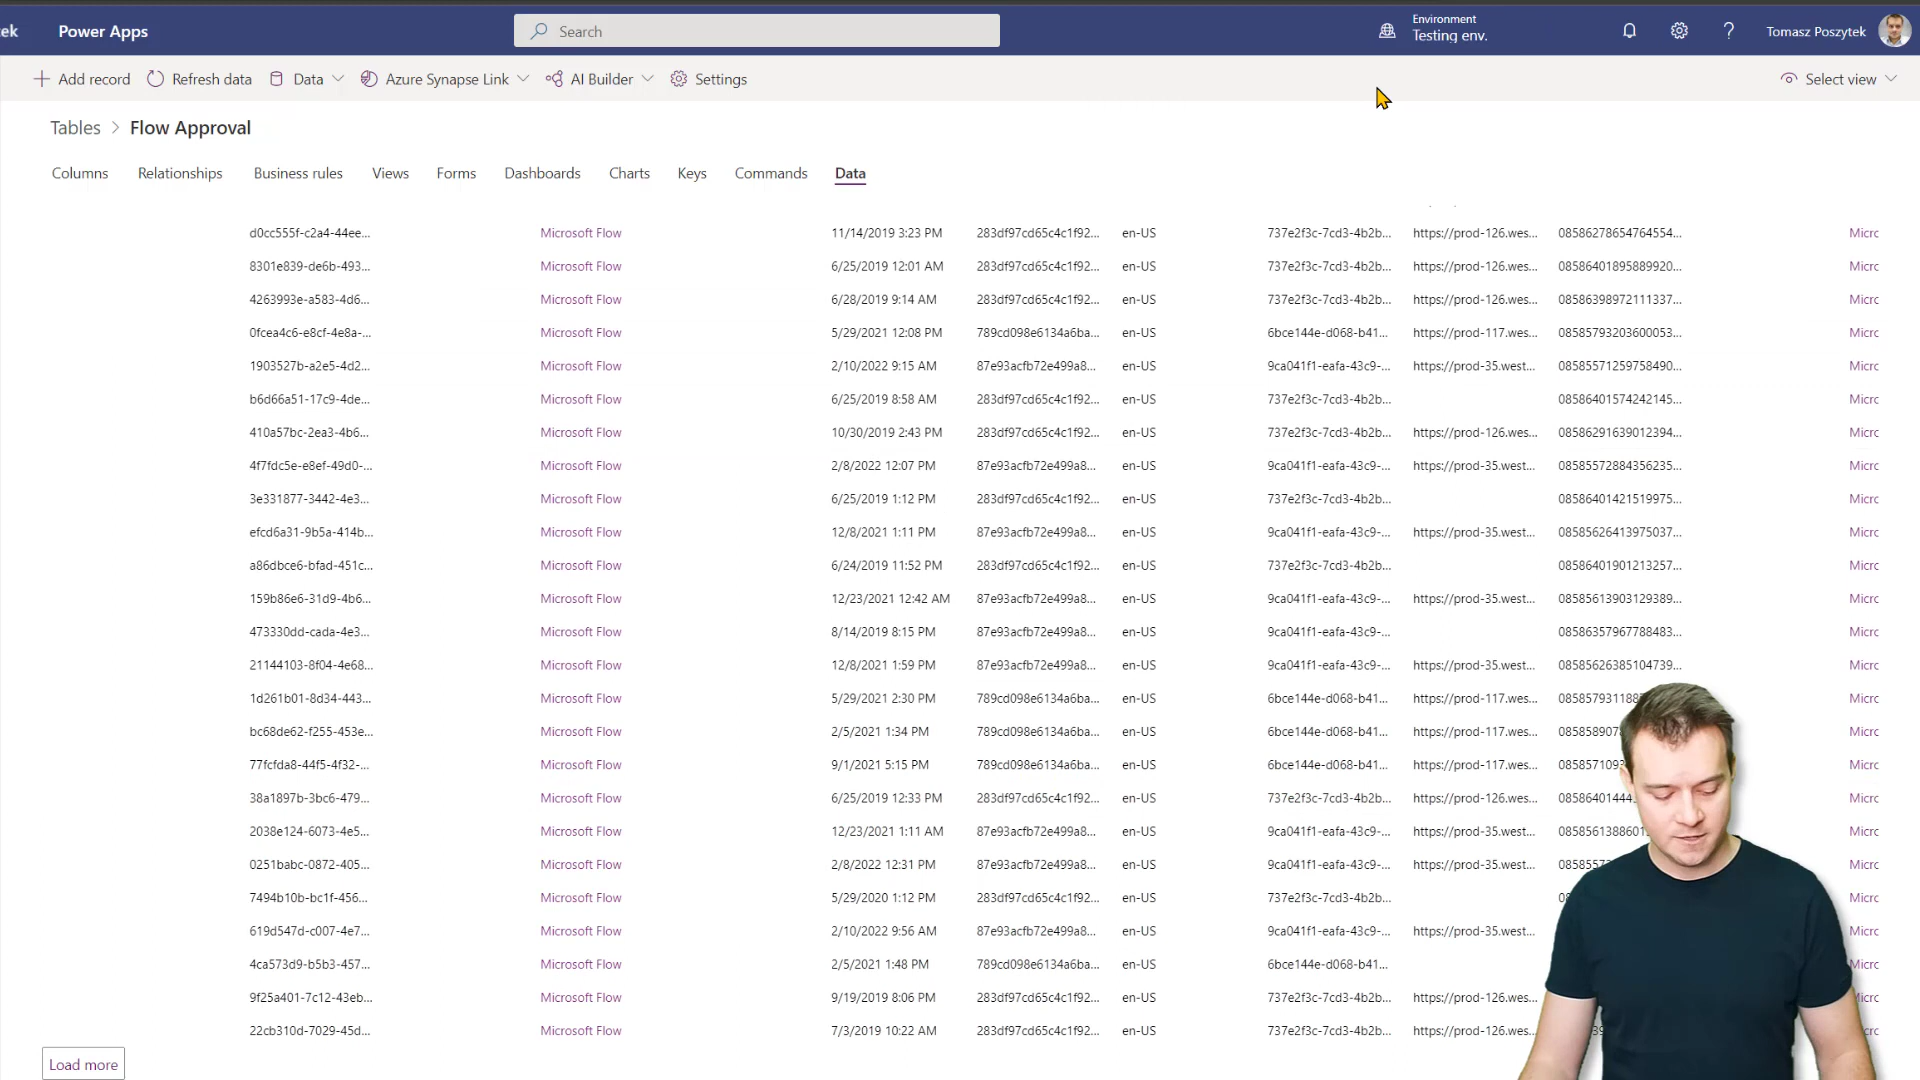 ek Power Apps Search Environment Testing env. Tomasz Poszytek
Add record Refresh data Data Azure Synapse Link AI Builder Settings Select view
Tables > Flow Approval
Columns Relationships Business rules Views Forms Dashboards Charts Keys Commands Data
d0cc555f-c2a4-44ee... Microsoft Flow 11/14/2019 3:23 PM 283df97cd65c4c1f92... en-US 737e2f3c-7cd3-4b2b... https://prod-126.wes... 08586278654764554... Micrc
8301e839-de6b-493... Microsoft Flow 6/25/2019 12:01 AM 283df97cd65c4c1f92... en-US 737e2f3c-7cd3-4b2b... https://prod-126.wes... 08586401895889920... Micrc
4263993e-a583-4d6... Microsoft Flow 6/28/2019 9:14 AM 283df97cd65c4c1f92... en-US 737e2f3c-7cd3-4b2b... https://prod-126.wes... 08586398972111337... Micrc
0fcea4c6-e8cf-4e8a-... Microsoft Flow 5/29/2021 12:08 PM 789cd098e6134a6ba... en-US 6bce144e-d068-b41... https://prod-117.wes... 08585793203600053... Micrc
1903527b-a2e5-4d2... Microsoft Flow 2/10/2022 9:15 AM 87e93acfb72e499a8... en-US 9ca041f1-eafa-43c9-... https://prod-35.west... 08585571259758490... Micrc
b6d66a51-17c9-4de... Microsoft Flow 6/25/2019 8:58 AM 283df97cd65c4c1f92... en-US 737e2f3c-7cd3-4b2b... 08586401574242145... Micrc
410a57bc-2ea3-4b6... Microsoft Flow 10/30/2019 2:43 PM 283df97cd65c4c1f92... en-US 737e2f3c-7cd3-4b2b... https://prod-126.wes... 08586291639012394... Micrc
4f7fdc5e-e8ef-49d0-... Microsoft Flow 2/8/2022 12:07 PM 87e93acfb72e499a8... en-US 9ca041f1-eafa-43c9-... https://prod-35.west... 08585572884356235... Micrc
3e331877-3442-4e3... Microsoft Flow 6/25/2019 1:12 PM 283df97cd65c4c1f92... en-US 737e2f3c-7cd3-4b2b... 08586401421519975... Micrc
efcd6a31-9b5a-414b... Microsoft Flow 12/8/2021 1:11 PM 87e93acfb72e499a8... en-US 9ca041f1-eafa-43c9-... https://prod-35.west... 08585626413975037... Micrc
a86dbce6-bfad-451c... Microsoft Flow 6/24/2019 11:52 PM 283df97cd65c4c1f92... en-US 737e2f3c-7cd3-4b2b... 08586401901213257... Micrc
159b86e6-31d9-4b6... Microsoft Flow 12/23/2021 12:42 AM 87e93acfb72e499a8... en-US 9ca041f1-eafa-43c9-... https://prod-35.west... 08585613903129389... Micrc
473330dd-cada-4e3... Microsoft Flow 8/14/2019 8:15 PM 87e93acfb72e499a8... en-US 9ca041f1-eafa-43c9-... 08586357967788483... Micrc
21144103-8f04-4e68... Microsoft Flow 12/8/2021 1:59 PM 87e93acfb72e499a8... en-US 9ca041f1-eafa-43c9-... https://prod-35.west... 08585626385104739... Micrc
1d261b01-8d34-443... Microsoft Flow 5/29/2021 2:30 PM 789cd098e6134a6ba... en-US 6bce144e-d068-b41... https://prod-117.wes... 085857931188 Micrc
bc68de62-f255-453e... Microsoft Flow 2/5/2021 1:34 PM 789cd098e6134a6ba... en-US 6bce144e-d068-b41... https://prod-117.wes... 085858907 Micrc
77fcfda8-44f5-4f32-... Microsoft Flow 9/1/2021 5:15 PM 789cd098e6134a6ba... en-US 6bce144e-d068-b41... https://prod-117.wes... 085857109 Micrc
38a1897b-3bc6-479... Microsoft Flow 6/25/2019 12:33 PM 283df97cd65c4c1f92... en-US 737e2f3c-7cd3-4b2b... https://prod-126.wes... 08586401444 Micrc
2038e124-6073-4e5... Microsoft Flow 12/23/2021 1:11 AM 87e93acfb72e499a8... en-US 9ca041f1-eafa-43c9-... https://prod-35.west... 085856138860 Micrc
0251babc-0872-405... Microsoft Flow 2/8/2022 12:31 PM 87e93acfb72e499a8... en-US 9ca041f1-eafa-43c9-... https://prod-35.west... 0858557 Micrc
7494b10b-bc1f-456... Microsoft Flow 5/29/2020 1:12 PM 283df97cd65c4c1f92... en-US 737e2f3c-7cd3-4b2b... Micrc
619d547d-c007-4e7... Microsoft Flow 2/10/2022 9:56 AM 87e93acfb72e499a8... en-US 9ca041f1-eafa-43c9-... https://prod-35.west... Micrc
4ca573d9-b5b3-457... Microsoft Flow 2/5/2021 1:48 PM 789cd098e6134a6ba... en-US 6bce144e-d068-b41... Micrc
9f25a401-7c12-43eb... Microsoft Flow 9/19/2019 8:06 PM 283df97cd65c4c1f92... en-US 737e2f3c-7cd3-4b2b... https://prod-126.wes...
22cb310d-7029-45d... Microsoft Flow 7/3/2019 10:22 AM 283df97cd65c4c1f92... en-US 737e2f3c-7cd3-4b2b... https://prod-126.wes...
Load more